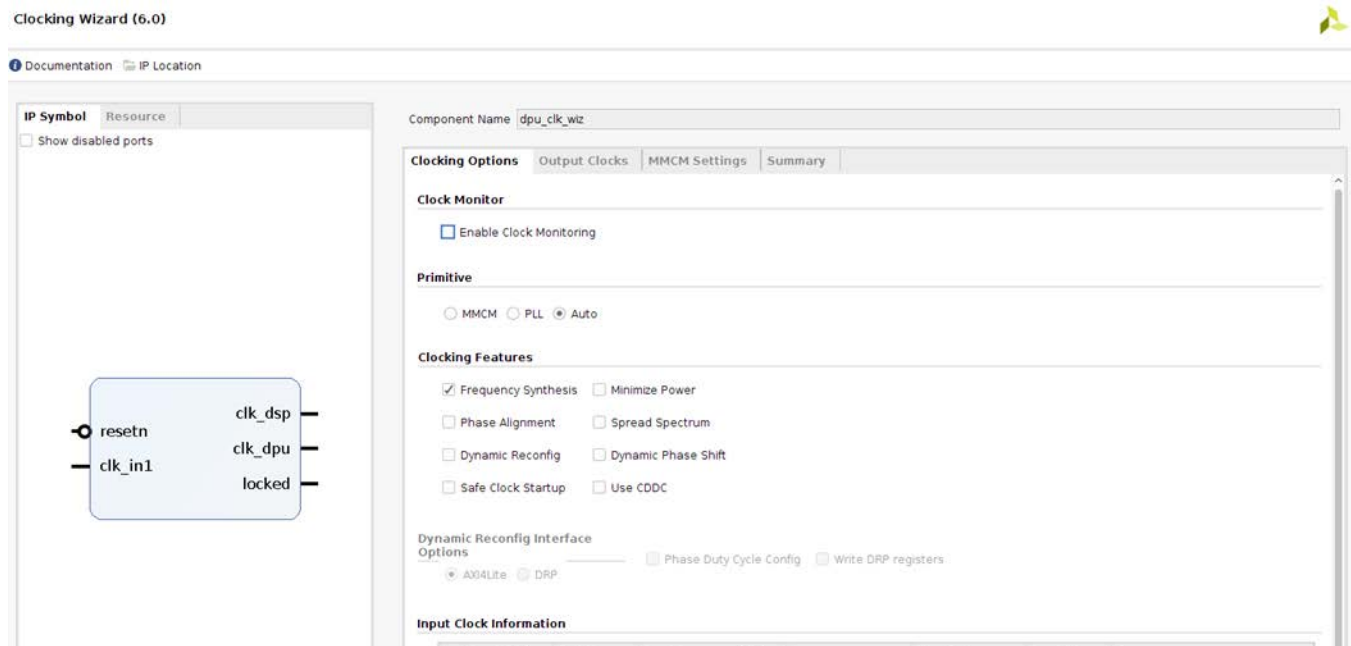 Clocking Wizard (6.0)
Documentation IP Location
IP Symbol Resource
Show disabled ports
resetn
clk_in1
clk_dsp
clk_dpu
locked
Component Name dpu_clk_wiz
Clocking Options Output Clocks MMCM Settings Summary
Clock Monitor
Enable Clock Monitoring
Primitive
MMCM PLL Auto
Clocking Features
Frequency Synthesis Minimize Power
Phase Alignment Spread Spectrum
Dynamic Reconfig Dynamic Phase Shift
Safe Clock Startup Use CDDC
Dynamic Reconfig Interface
Options
Phase Duty Cycle Config Write DRP registers
AXI4Lite DRP
Input Clock Information